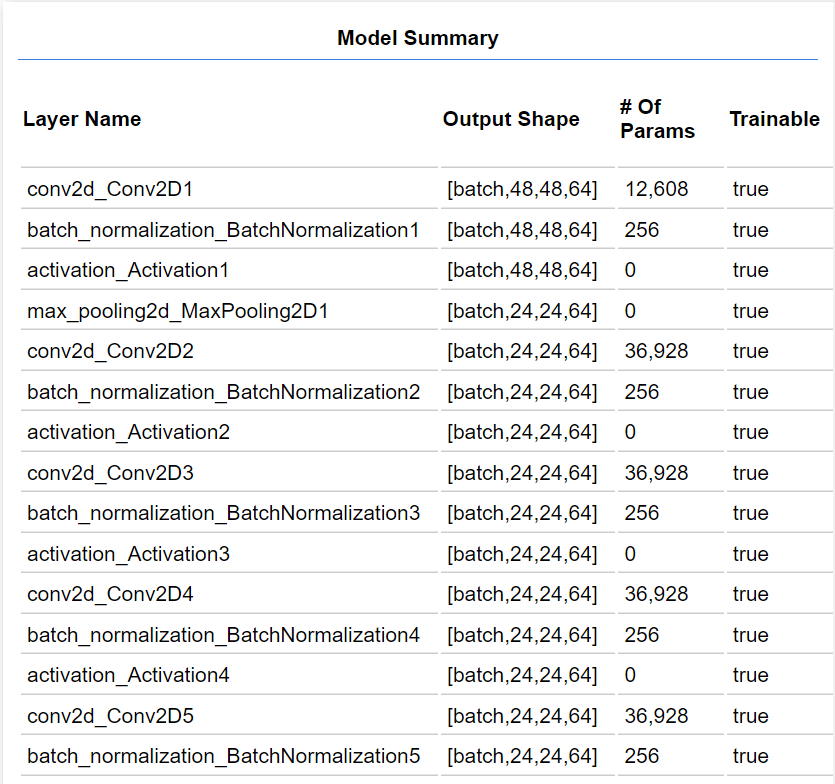 Model Summary
Layer Name Output Shape # Of Params Trainable
conv2d_Conv2D1 [batch,48,48,64] 12,608 true
batch_normalization_BatchNormalization1 [batch,48,48,64] 256 true
activation_Activation1 [batch,48,48,64] 0 true
max_pooling2d_MaxPooling2D1 [batch,24,24,64] 0 true
conv2d_Conv2D2 [batch,24,24,64] 36,928 true
batch_normalization_BatchNormalization2 [batch,24,24,64] 256 true
activation_Activation2 [batch,24,24,64] 0 true
conv2d_Conv2D3 [batch,24,24,64] 36,928 true
batch_normalization_BatchNormalization3 [batch,24,24,64] 256 true
activation_Activation3 [batch,24,24,64] 0 true
conv2d_Conv2D4 [batch,24,24,64] 36,928 true
batch_normalization_BatchNormalization4 [batch,24,24,64] 256 true
activation_Activation4 [batch,24,24,64] 0 true
conv2d_Conv2D5 [batch,24,24,64] 36,928 true
batch_normalization_BatchNormalization5 [batch,24,24,64] 256 true